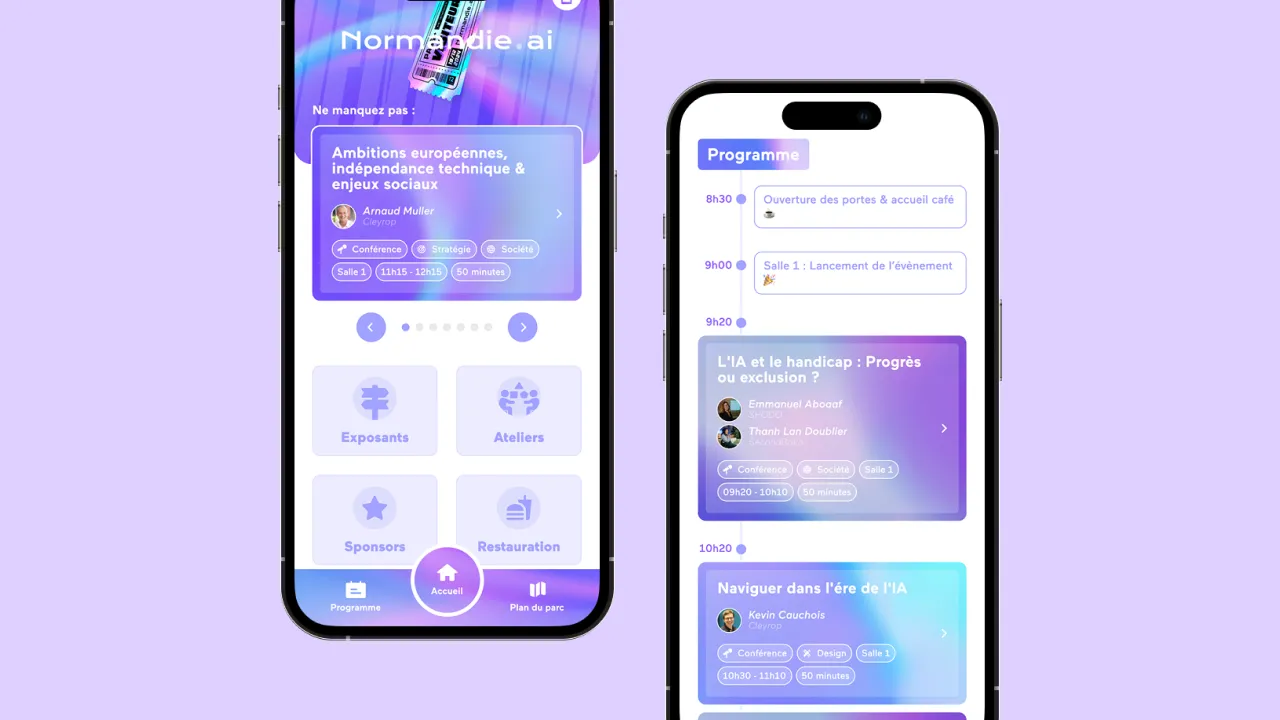 Normandie.ai
Ne manquez pas :
Ambitions européennes,
indépendance technique &
enjeux sociaux
Arnaud Muller
Cleyrop
Conférence
Stratégie
Société
Salle 1
11h15 - 12h15
50 minutes
Exposants
Ateliers
Sponsors
Restauration
Programme
Accueil
Plan du parc
Programme
8h30
Ouverture des portes & accueil café
9h00
Salle 1 : Lancement de l'évènement
9h20
L'IA et le handicap : Progrès
ou exclusion ?
Emmanuel Aboaaf
Thanh Lan Doublier
Conférence
Société
Salle 1
09h20 - 10h10
50 minutes
10h20
Naviguer dans l'ére de l'IA
Kevin Cauchois
Cleyrop
Conférence
Design
Salle 1
10h30 - 11h10
50 minutes